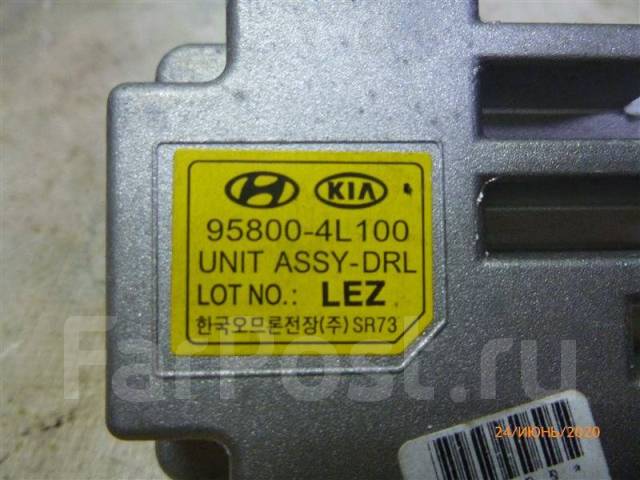 KIA
95800-4L100
UNIT ASSY-DRL
LOT NO.: LEZ
한국오므론전장(주) SR73
FarPost.ru
24/ИЮНЬ/2020